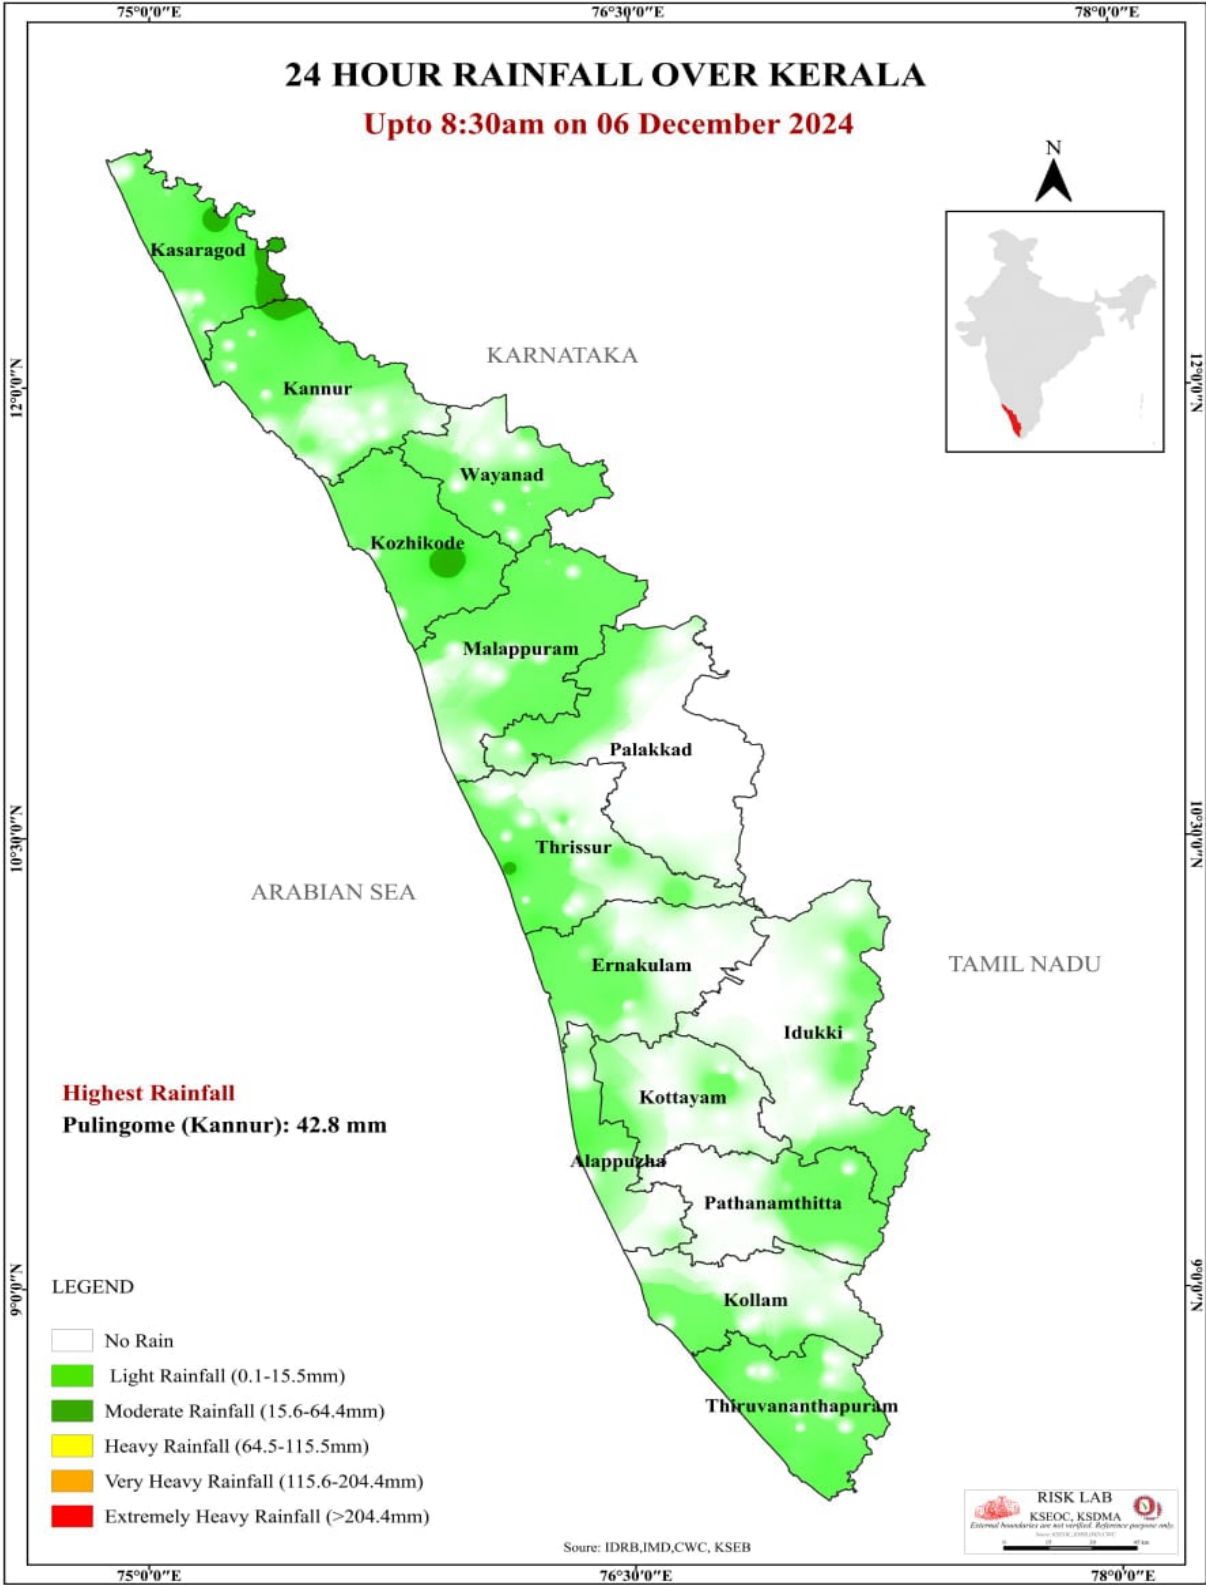 75°0'0"E 76°30'0"E 78°0'0"E
24 HOUR RAINFALL OVER KERALA
Upto 8:30am on 06 December 2024
N
Kasaragod
KARNATAKA
12°0'0"N
12°0'0"N
Kannur
Wayanad
Kozhikode
Malappuram
Palakkad
10°30'0"N
10°30'0"N
Thrissur
ARABIAN SEA
Ernakulam
TAMIL NADU
Idukki
Highest Rainfall
Pulingome (Kannur): 42.8 mm
Kottayam
Alappuzha
Pathanamthitta
9°0'0"N
9°0'0"N
Kollam
Thiruvananthapuram
LEGEND
No Rain
Light Rainfall (0.1-15.5mm)
Moderate Rainfall (15.6-64.4mm)
Heavy Rainfall (64.5-115.5mm)
Very Heavy Rainfall (115.6-204.4mm)
Extremely Heavy Rainfall (>204.4mm)
RISK LAB
KSEOC, KSDMA
External boundaries are not verified. Reference purpose only.
Soure: IDRB,IMD,CWC, KSEB
75°0'0"E 76°30'0"E 78°0'0"E